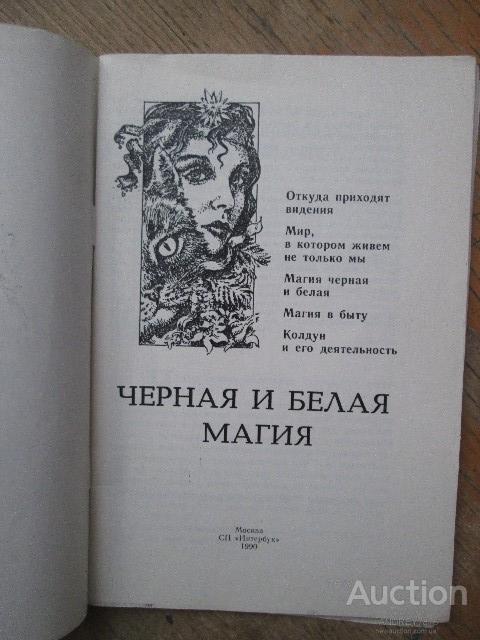 Откуда приходят
видения
Мир,
в котором живем
не только мы
Магия черная
и белая
Магия в быту
Колдун
и его деятельность
ЧЕРНАЯ И БЕЛАЯ
МАГИЯ
Москва
СП «Интербук»
1990
Auction